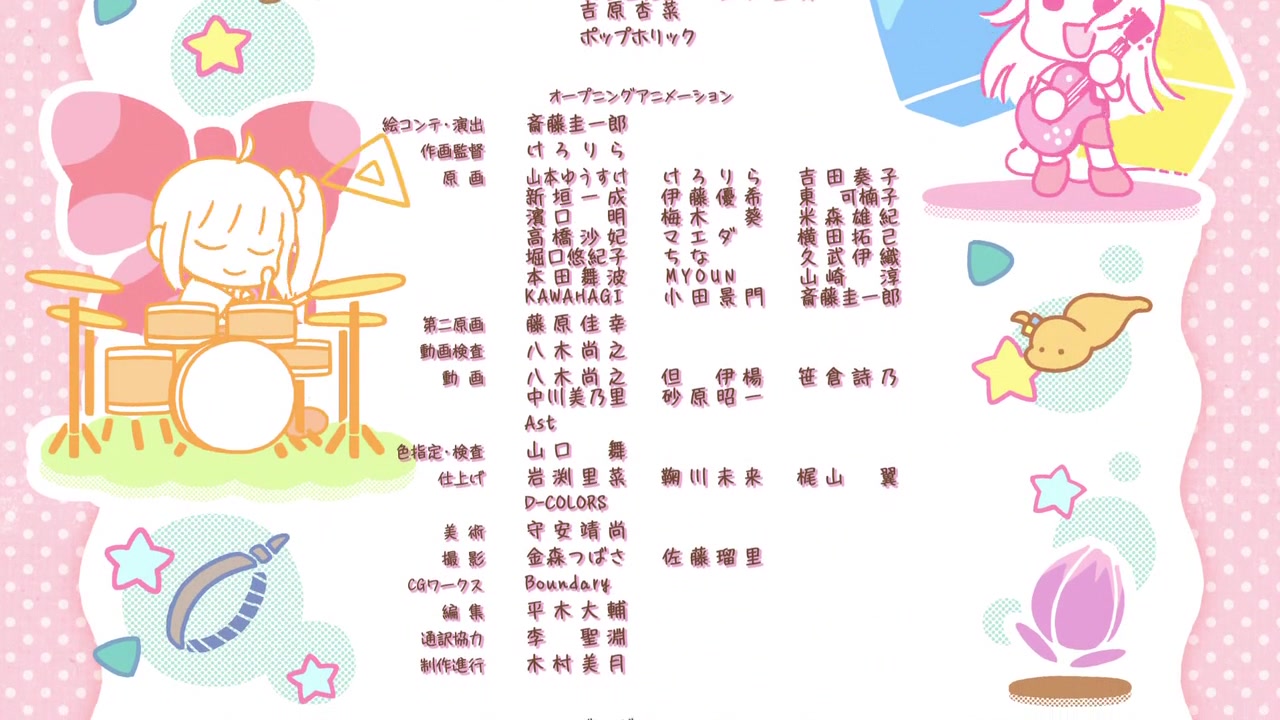 吉原杏菜
ポップホリック
オープニングアニメーション
絵コンテ・演出 斎藤圭一郎
作画監督 けろりら
原画 山本ゆうすけ けろりら 吉田奏子
新垣一成 伊藤優希 東 可楠子
濱口 明 梅木 葵 米森雄紀
高橋沙妃 マエダ 横田拓己
堀口悠紀子 ちな 久武伊織
本田舞波 MYOUN 山崎 淳
KAWAHAGI 小田景門 斎藤圭一郎
第二原画 藤原佳幸
動画検査 八木尚之
動画 八木尚之 但 伊楊 笹倉詩乃
中川美乃里 砂原昭一
Ast
色指定・検査 山口 舞
仕上げ 岩渕里菜 鞠川未来 梶山 翼
D-COLORS
美術 守安靖尚
撮影 金森つばさ 佐藤瑠里
CGワークス Boundary
編集 平木大輔
通訳協力 李 聖淵
制作進行 木村美月